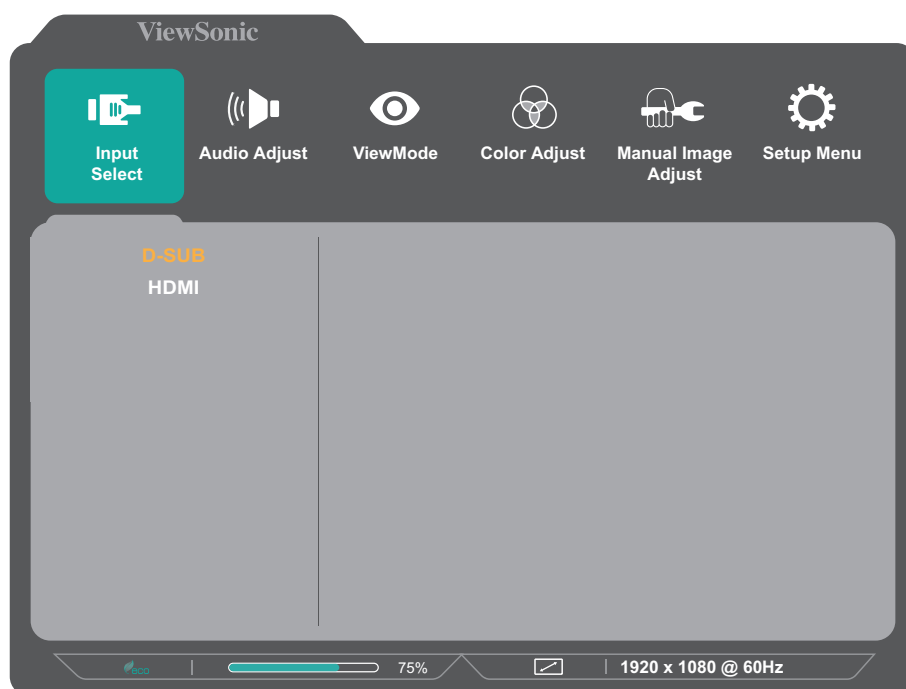 ViewSonic
Input
Select
Audio Adjust
ViewMode
Color Adjust
Manual Image
Adjust
Setup Menu
D-SUB
HDMI
eco
75%
1920 x 1080 @ 60Hz